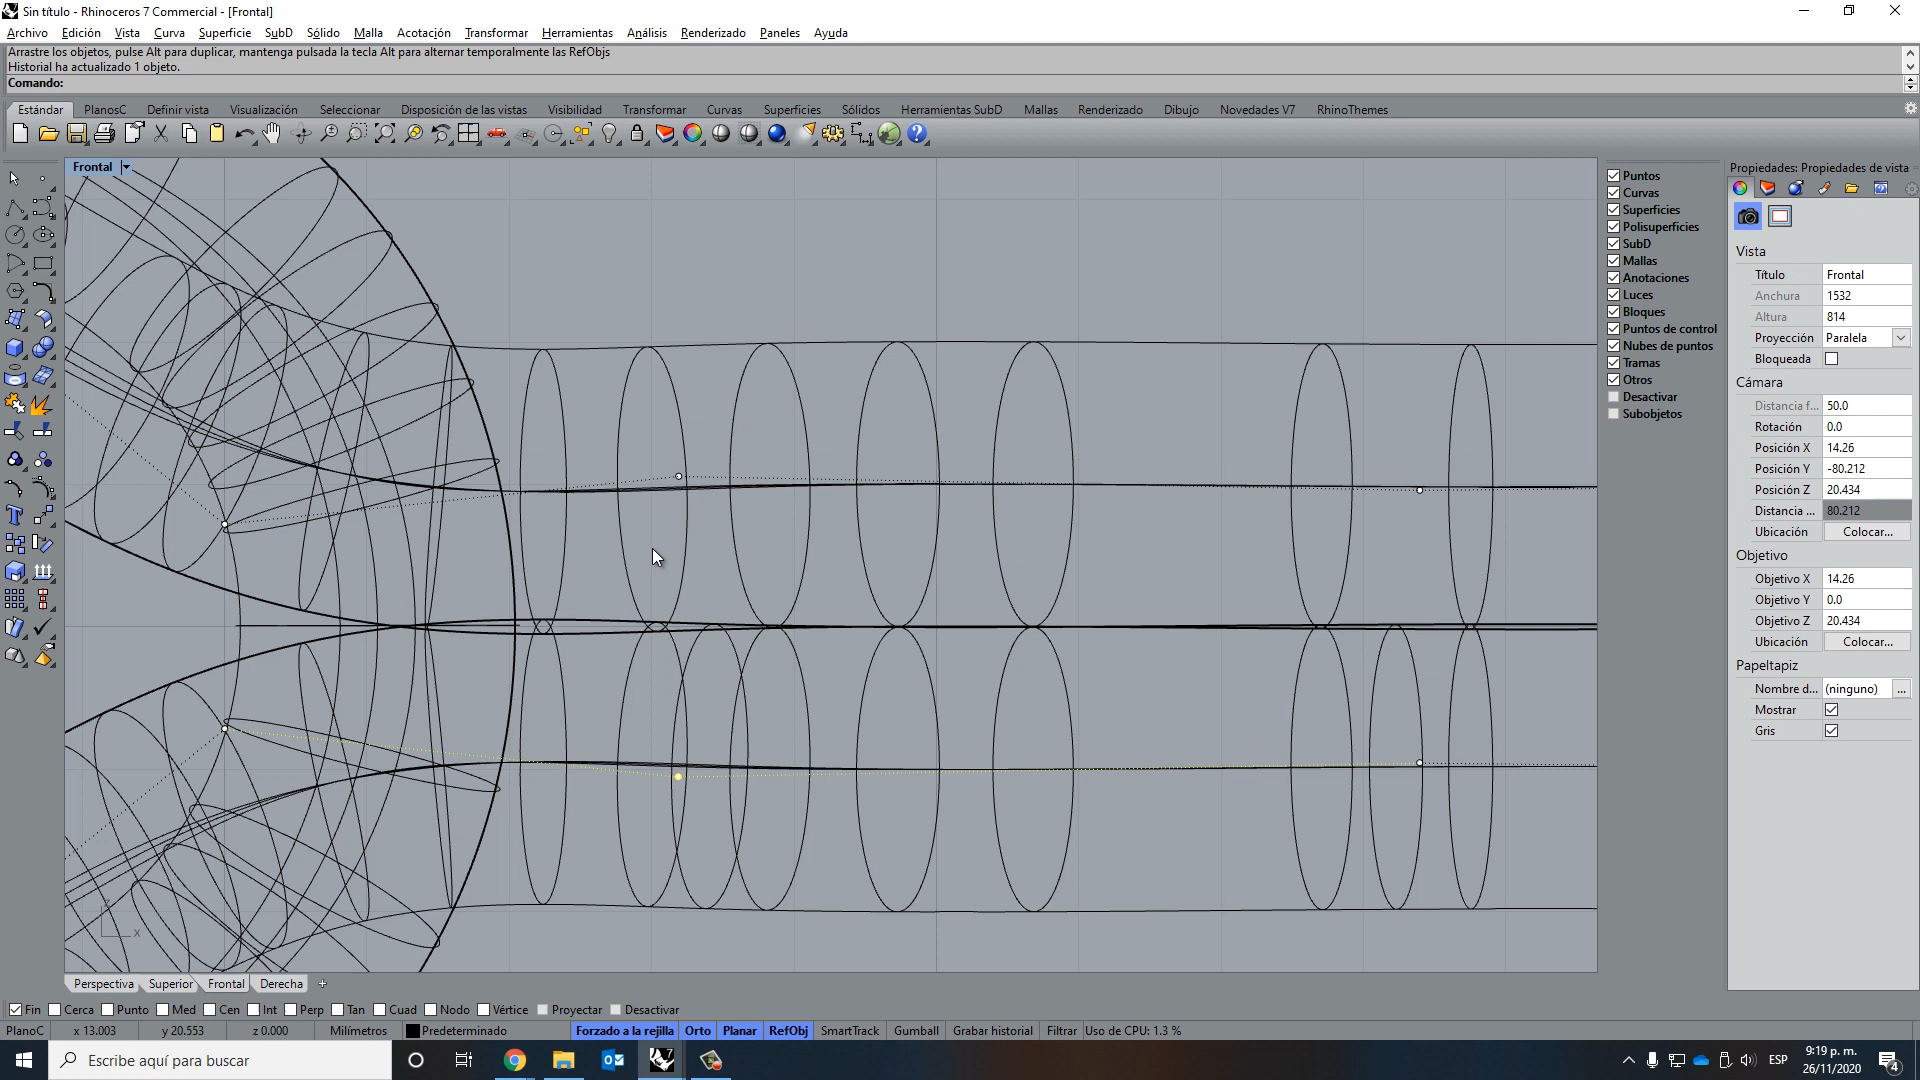 Sin título - Rhinoceros 7 Commercial - [Frontal]
Archivo Edición Vista Curva Superficie SubD Sólido Malla Acotación Transformar Herramientas Análisis Renderizado Paneles Ayuda
Arrastre los objetos, pulse Alt para duplicar, mantenga pulsada la tecla Alt para alternar temporalmente las RefObjs
Historial ha actualizado 1 objeto.
Comando:
Estándar PlanosC Definir vista Visualización Seleccionar Disposición de las vistas Visibilidad Transformar Curvas Superficies Sólidos Herramientas SubD Mallas Renderizado Dibujo Novedades V7 RhinoThemes
Frontal
z
x
Puntos
Curvas
Superficies
Polisuperficies
SubD
Mallas
Anotaciones
Luces
Bloques
Puntos de control
Nubes de puntos
Tramas
Otros
Desactivar
Subobjetos
Propiedades: Propiedades de vista
Vista
Título Frontal
Anchura 1532
Altura 814
Proyección Paralela
Bloqueada
Cámara
Distancia f... 50.0
Rotación 0.0
Posición X 14.26
Posición Y -80.212
Posición Z 20.434
Distancia ... 80.212
Ubicación Colocar...
Objetivo
Objetivo X 14.26
Objetivo Y 0.0
Objetivo Z 20.434
Ubicación Colocar...
Papeltapiz
Nombre d... (ninguno) ...
Mostrar
Gris
Perspectiva Superior Frontal Derecha
Fin Cerca Punto Med Cen Int Perp Tan Cuad Nodo Vértice Proyectar Desactivar
PlanoC x 13.003 y 20.553 z 0.000 Milímetros Predeterminado Forzado a la rejilla Orto Planar RefObj SmartTrack Gumball Grabar historial Filtrar Uso de CPU: 1.3 %
Escribe aquí para buscar
ESP
9:19 p. m.
26/11/2020
4